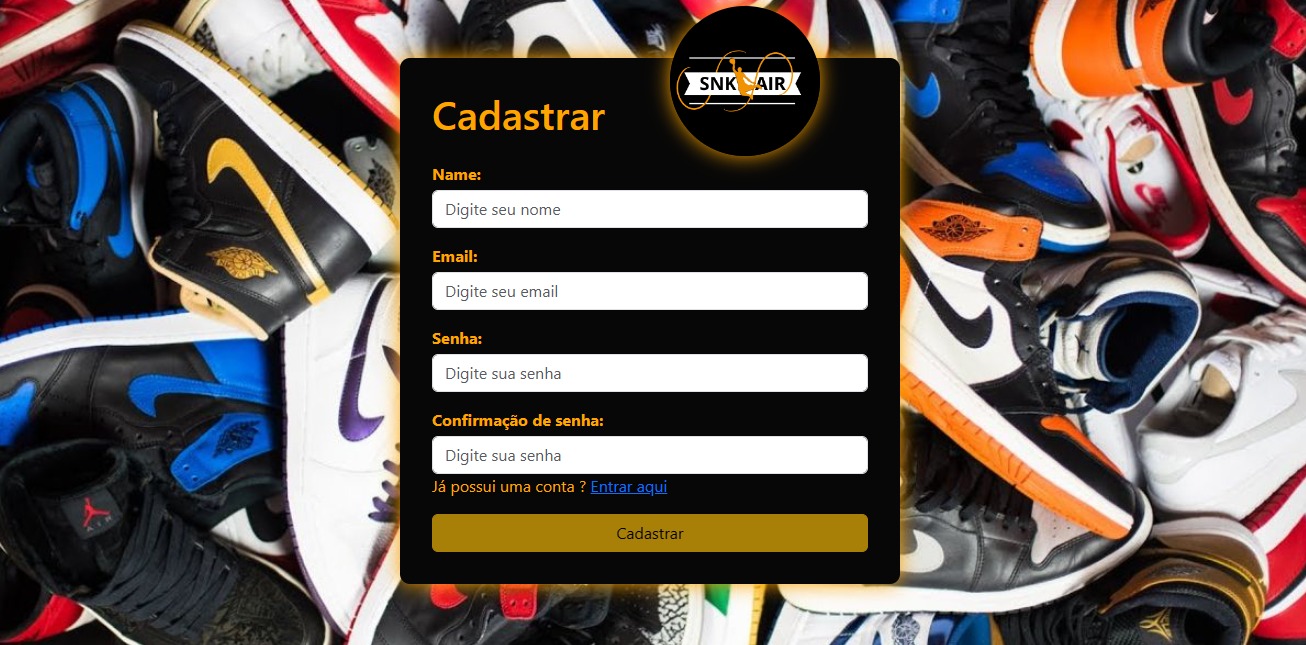 SNK AIR
Cadastrar
Name:
Digite seu nome
Email:
Digite seu email
Senha:
Digite sua senha
Confirmação de senha:
Digite sua senha
Já possui uma conta ? Entrar aqui
Cadastrar
AIR